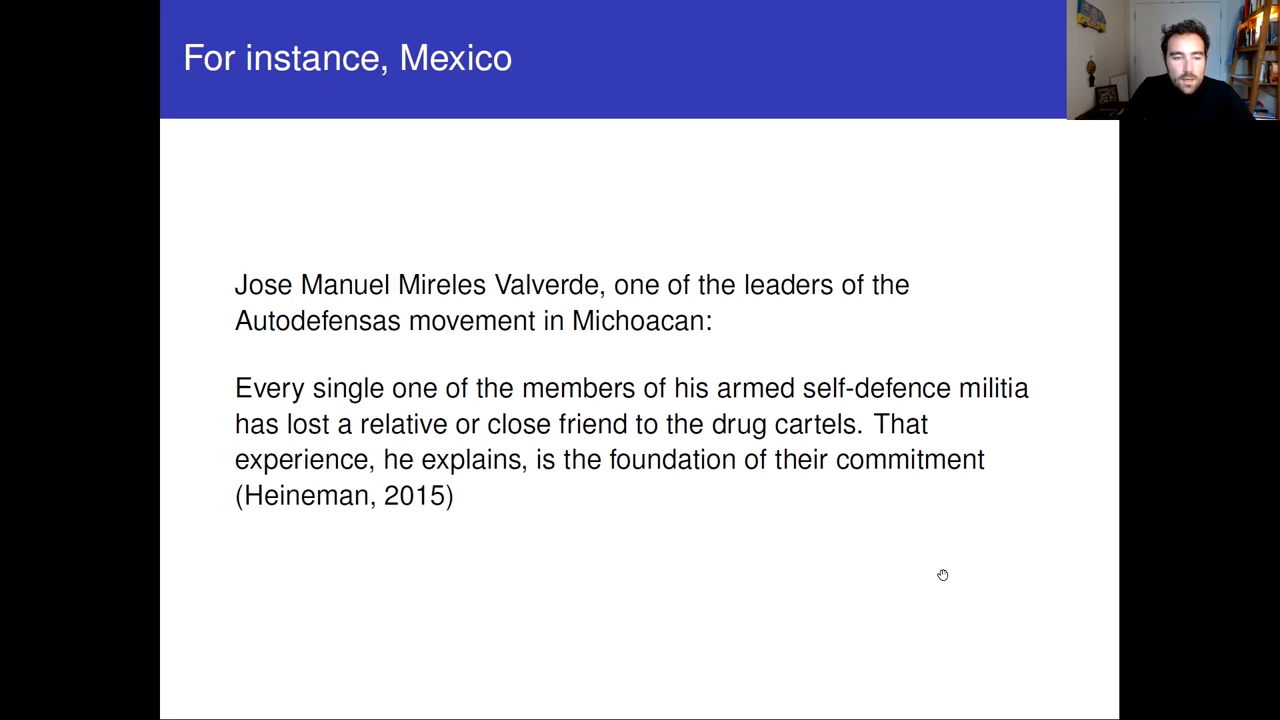 For instance, Mexico
Jose Manuel Mireles Valverde, one of the leaders of the
Autodefensas movement in Michoacan:
Every single one of the members of his armed self-defence militia
has lost a relative or close friend to the drug cartels. That
experience, he explains, is the foundation of their commitment
(Heineman, 2015)